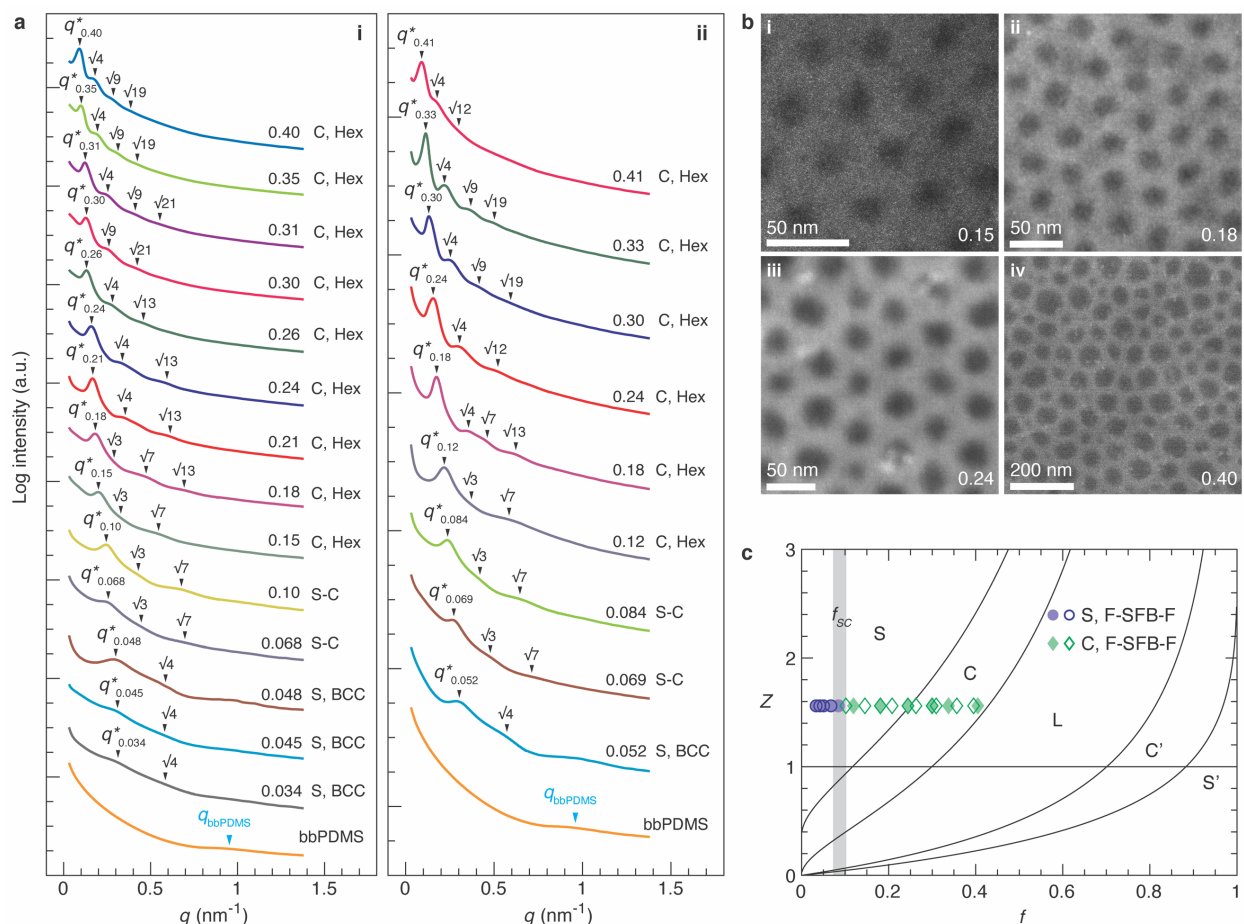 a
i
q*0.40
√4
√9
√19
0.40 C, Hex
q*0.35
√4
√9
√19
0.35 C, Hex
q*0.31
√4
√9
√21
0.31 C, Hex
q*0.30
√9
√21
0.30 C, Hex
q*0.26
√4
√13
0.26 C, Hex
q*0.24
√4
√13
0.24 C, Hex
q*0.21
√4
√13
0.21 C, Hex
q*0.18
√3
√7
√13
0.18 C, Hex
q*0.15
√3
√7
0.15 C, Hex
q*0.10
√3
√7
0.10 S-C
q*0.068
√3
√7
0.068 S-C
q*0.048
√4
0.048 S, BCC
q*0.045
√4
0.045 S, BCC
q*0.034
√4
0.034 S, BCC
qbbPDMS
bbPDMS
Log intensity (a.u.)
0 0.5 1 1.5
q (nm-1)
ii
q*0.41
√4
√12
0.41 C, Hex
q*0.33
√4
√9
√19
0.33 C, Hex
q*0.30
√4
√9
√19
0.30 C, Hex
q*0.24
√4
√12
0.24 C, Hex
q*0.18
√4
√7
√13
0.18 C, Hex
q*0.12
√3
√7
0.12 C, Hex
q*0.084
√3
√7
0.084 S-C
q*0.069
√3
√7
0.069 S-C
q*0.052
√4
0.052 S, BCC
qbbPDMS
bbPDMS
0 0.5 1 1.5
q (nm-1)
b
i
50 nm
0.15
ii
50 nm
0.18
iii
50 nm
0.24
iv
200 nm
0.40
c
3
2
1
0
Z
fSC
S
C
L
C’
S’
S, F-SFB-F
C, F-SFB-F
0 0.2 0.4 0.6 0.8 1
f